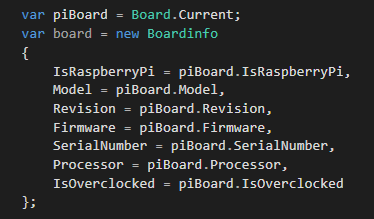 var piBoard = Board.Current;
var board = new Boardinfo
{
IsRaspberryPi = piBoard.IsRaspberryPi,
Model = piBoard.Model,
Revision = piBoard.Revision,
Firmware = piBoard.Firmware,
SerialNumber = piBoard.SerialNumber,
Processor = piBoard.Processor,
IsOverclocked = piBoard.IsOverclocked
};